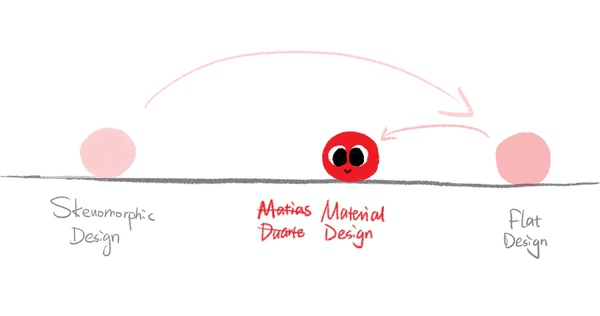 Skeuomorphic
Design
Matias Material
Duarte Design
Flat
Design